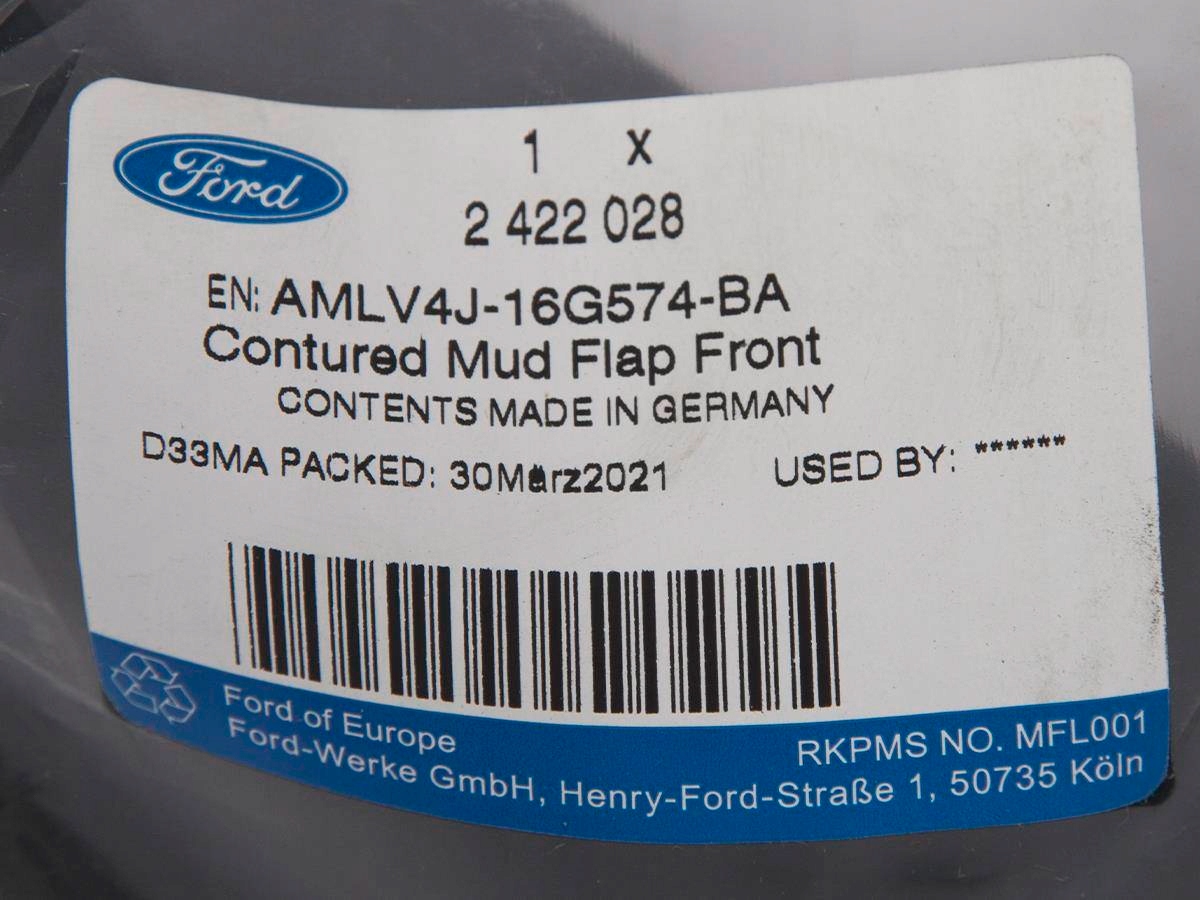 Ford
1 X
2 422 028
EN: AMLV4J-16G574-BA
Contured Mud Flap Front
CONTENTS MADE IN GERMANY
D33MA PACKED: 30März2021 USED BY: ******
Ford of Europe
RKPMS NO. MFL001
Ford-Werke GmbH, Henry-Ford-Straße 1, 50735 Köln